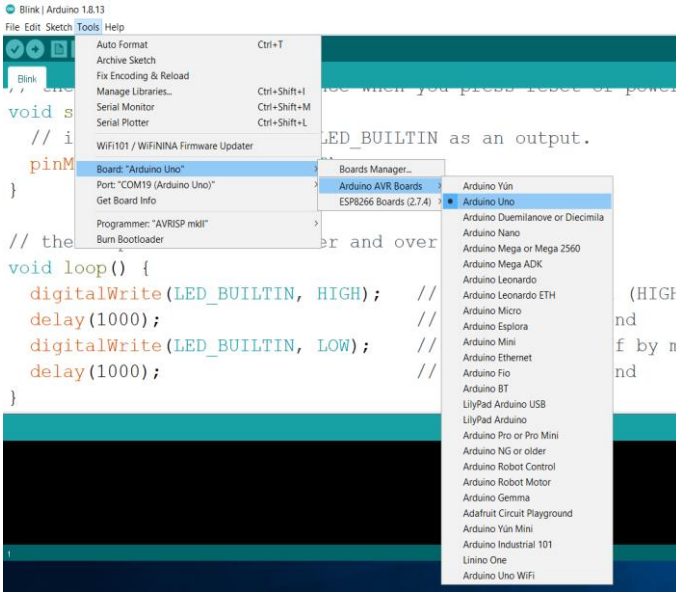 Blink | Arduino 1.8.13
File Edit Sketch Tools Help
Auto Format Ctrl+T
Archive Sketch
Fix Encoding & Reload
Manage Libraries... Ctrl+Shift+I
Serial Monitor Ctrl+Shift+M
Serial Plotter Ctrl+Shift+L
WiFi101 / WiFiNINA Firmware Updater
Board: "Arduino Uno"
Port: "COM19 (Arduino Uno)"
Get Board Info
Programmer: "AVRISP mkII"
Burn Bootloader
Boards Manager...
Arduino AVR Boards
ESP8266 Boards (2.7.4)
Arduino Yún
Arduino Uno
Arduino Duemilanove or Diecimila
Arduino Nano
Arduino Mega or Mega 2560
Arduino Mega ADK
Arduino Leonardo
Arduino Leonardo ETH
Arduino Micro
Arduino Esplora
Arduino Mini
Arduino Ethernet
Arduino Fio
Arduino BT
LilyPad Arduino USB
LilyPad Arduino
Arduino Pro or Pro Mini
Arduino NG or older
Arduino Robot Control
Arduino Robot Motor
Arduino Gemma
Adafruit Circuit Playground
Arduino Yún Mini
Arduino Industrial 101
Linino One
Arduino Uno WiFi
Blink
when you press reset or power
void s
// i LED_BUILTIN as an output.
pinM
}
// the er and over
void loop() {
digitalWrite(LED_BUILTIN, HIGH); // (HIGH
delay(1000); // nd
digitalWrite(LED_BUILTIN, LOW); // f by m
delay(1000); // nd
}
1